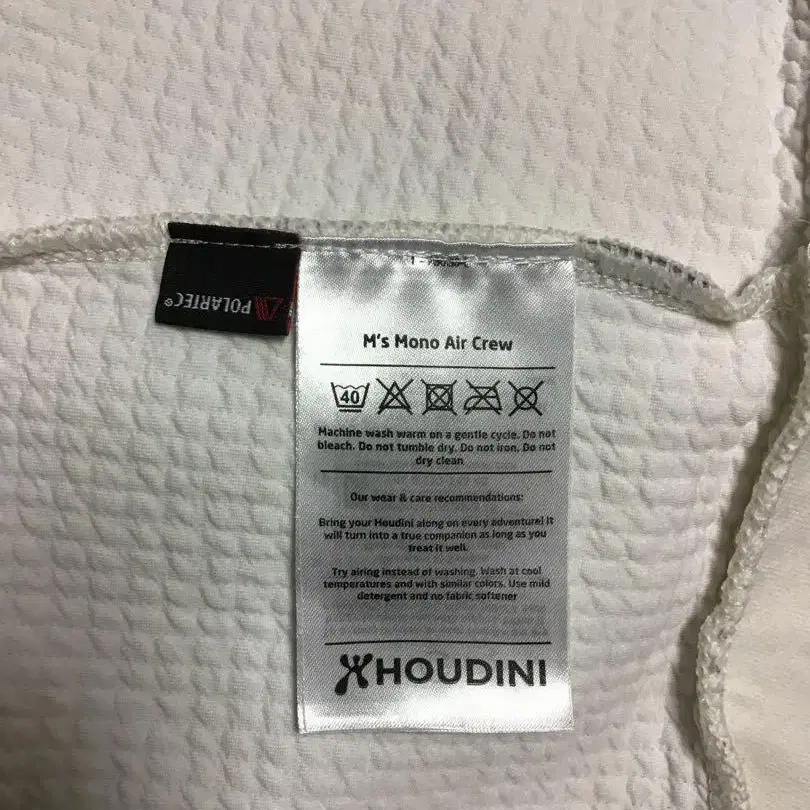 POLARTEC®
M's Mono Air Crew
40
Machine wash warm on a gentle cycle. Do not
bleach. Do not tumble dry. Do not iron. Do not
dry clean
Our wear & care recommendations:
Bring your Houdini along on every adventure! It
will turn into a true companion as long as you
treat it well.
Try airing instead of washing. Wash at cool
temperatures and with similar colors. Use mild
detergent and no fabric softener
HOUDINI